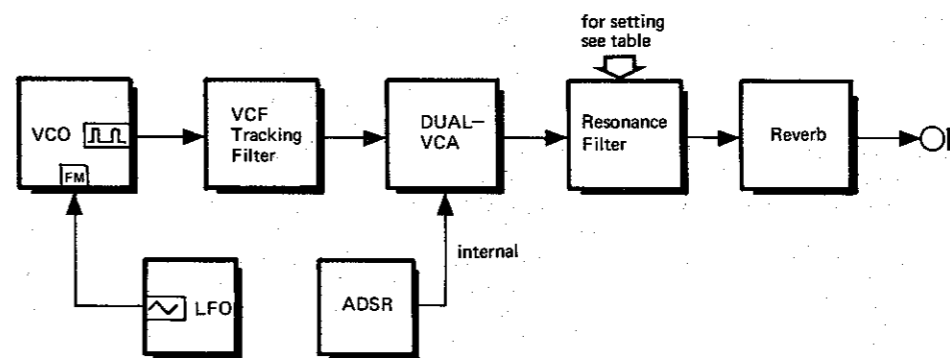 for setting
see table
VCO
FM
VCF
Tracking
Filter
DUAL—
VCA
Resonance
Filter
Reverb
internal
LFO
ADSR